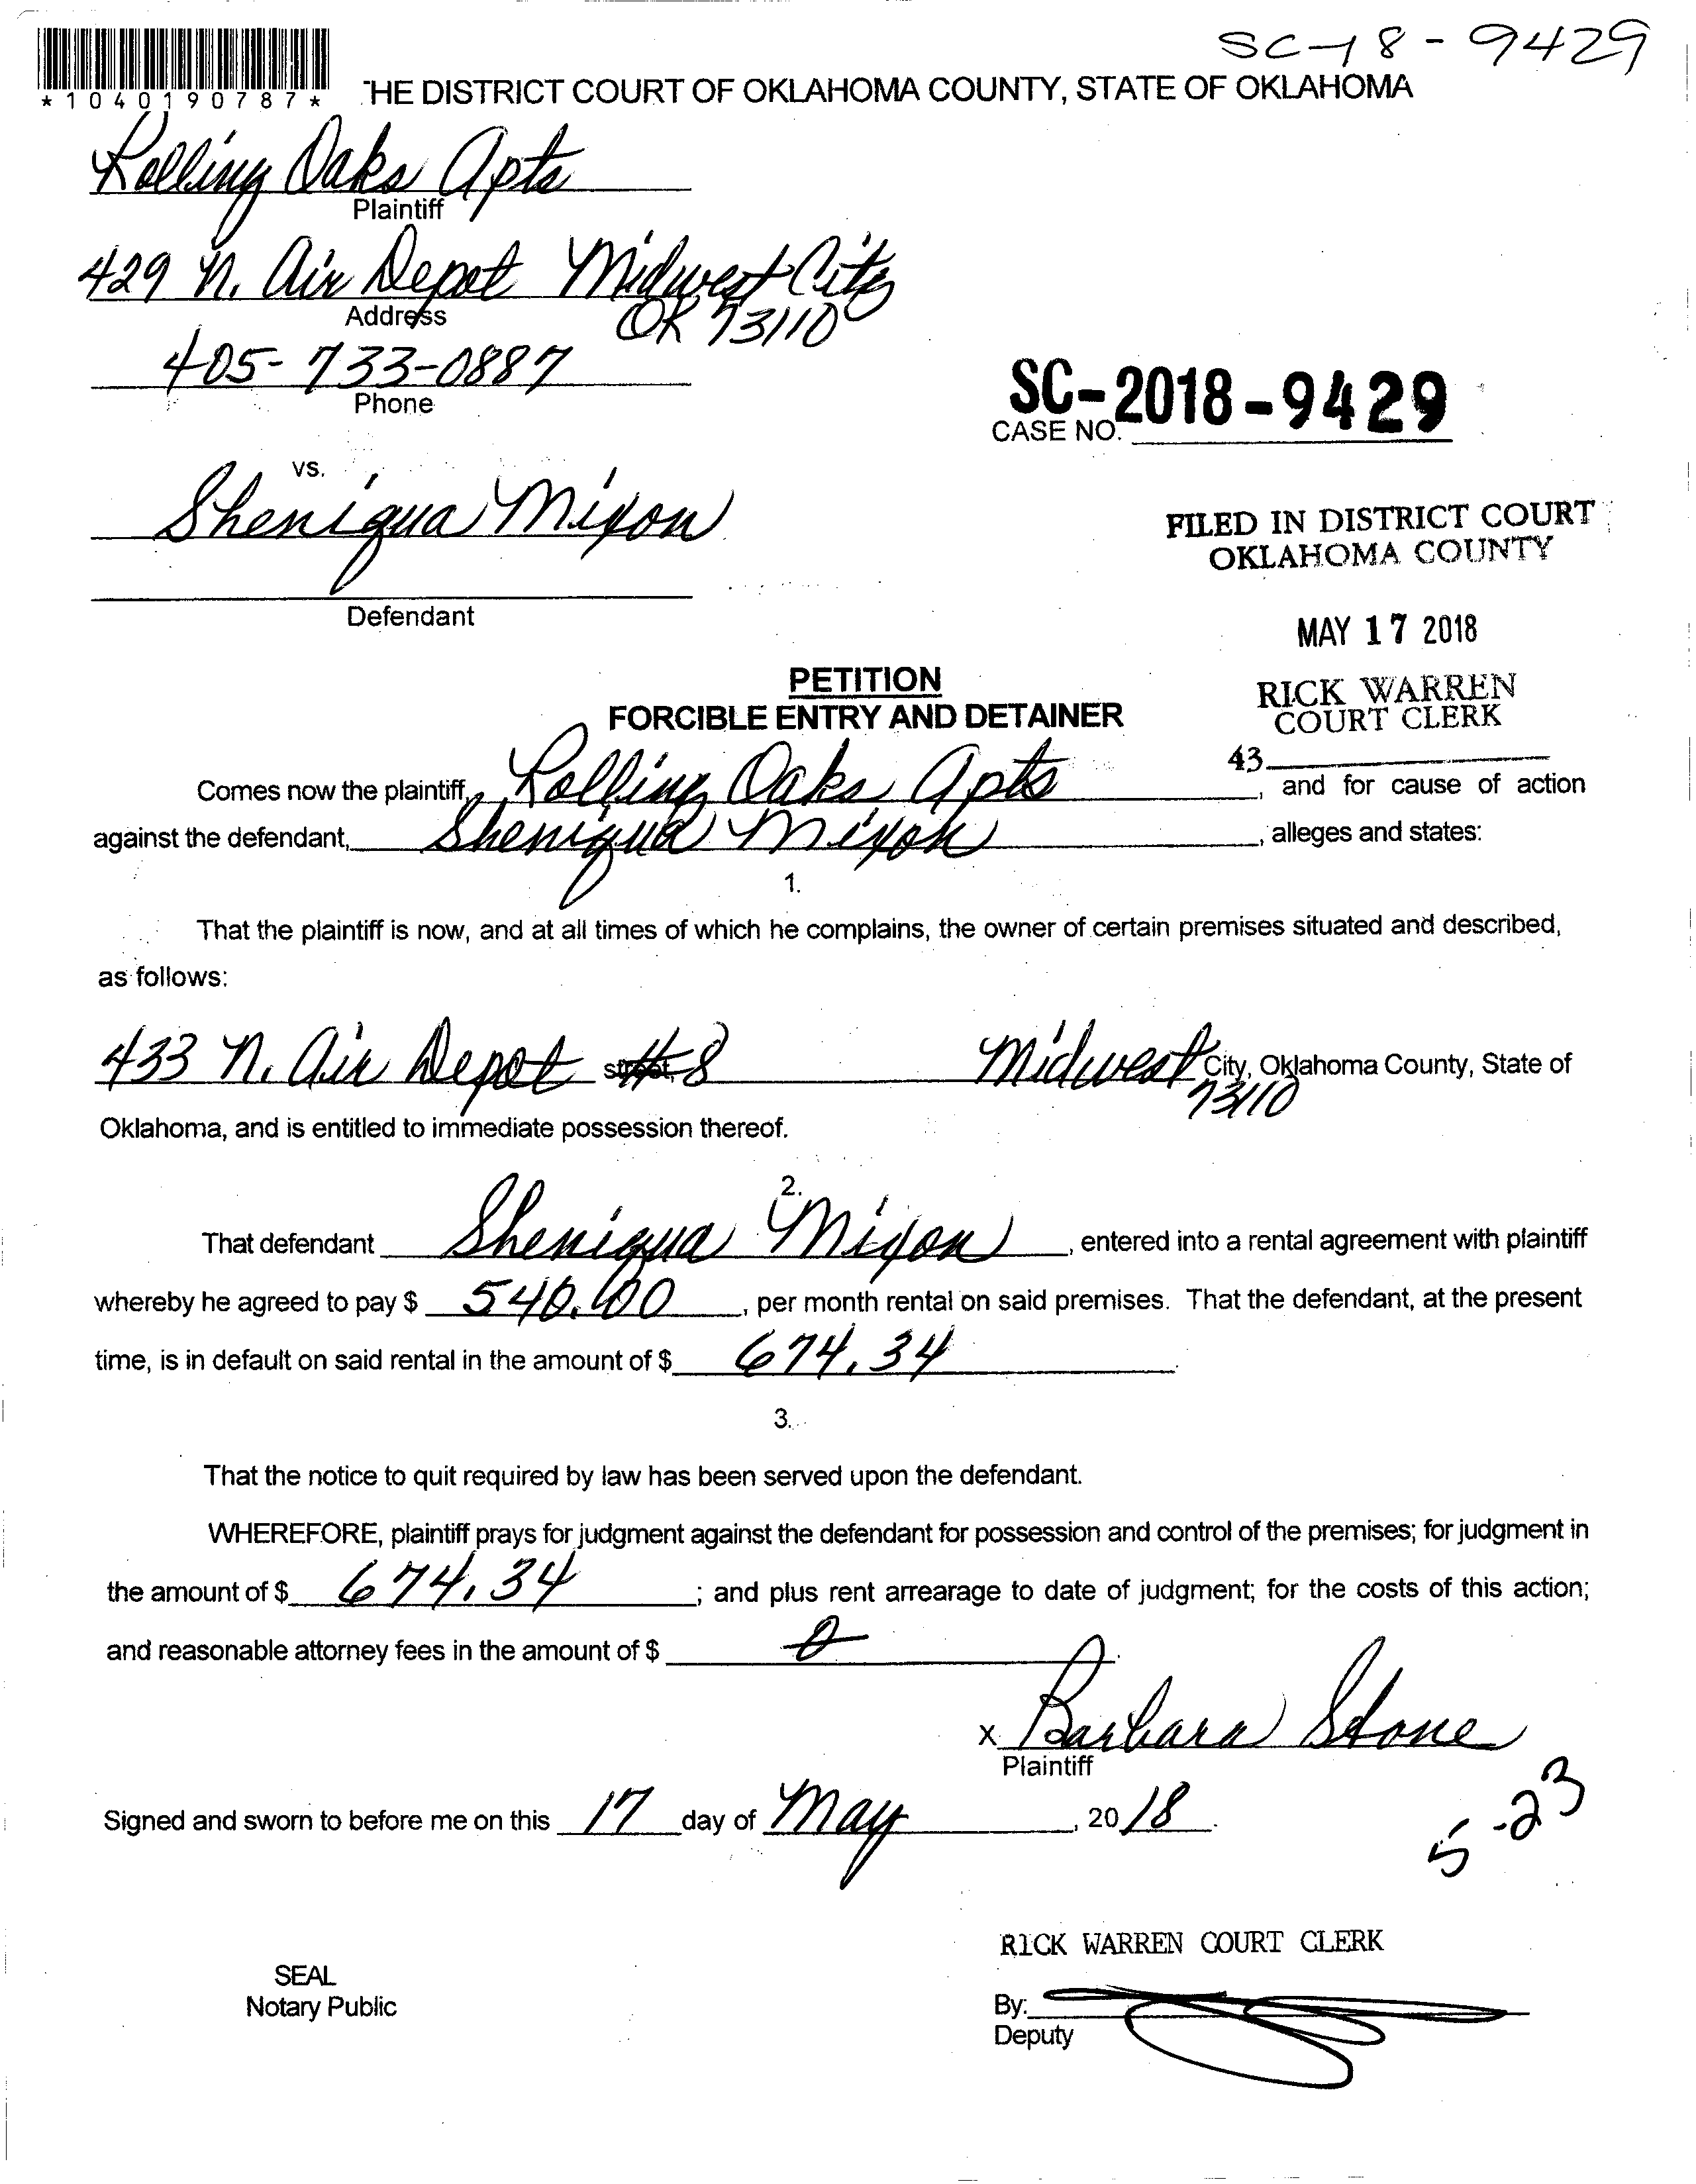 SC-18-9429
*1040190787*
THE DISTRICT COURT OF OKLAHOMA COUNTY, STATE OF OKLAHOMA
Rolling Oaks Apts
Plaintiff
429 N. Air Depot Midwest City
Address
OK 73110
405-733-0887
Phone
SC-2018-9429
CASE NO.
vs.
Sheniqua Mixon
FILED IN DISTRICT COURT
OKLAHOMA COUNTY
Defendant
MAY 17 2018
PETITION
FORCIBLE ENTRY AND DETAINER
RICK WARREN
COURT CLERK
43
Comes now the plaintiff, Rolling Oaks Apts, and for cause of action
against the defendant, Sheniqua Mixon, alleges and states:
1.
That the plaintiff is now, and at all times of which he complains, the owner of certain premises situated and described,
as follows:
433 N. Air Depot street, #8 Midwest City, Oklahoma County, State of
73110
Oklahoma, and is entitled to immediate possession thereof.
2.
That defendant Sheniqua Mixon, entered into a rental agreement with plaintiff
whereby he agreed to pay $ 540.00, per month rental on said premises. That the defendant, at the present
time, is in default on said rental in the amount of $ 674.34.
3.
That the notice to quit required by law has been served upon the defendant.
WHEREFORE, plaintiff prays for judgment against the defendant for possession and control of the premises; for judgment in
the amount of $ 674.34; and plus rent arrearage to date of judgment; for the costs of this action;
and reasonable attorney fees in the amount of $ 0.
x Barbara Stone
Plaintiff
Signed and sworn to before me on this 17 day of May, 2018.
5-23
RICK WARREN COURT CLERK
SEAL
Notary Public
By:
Deputy